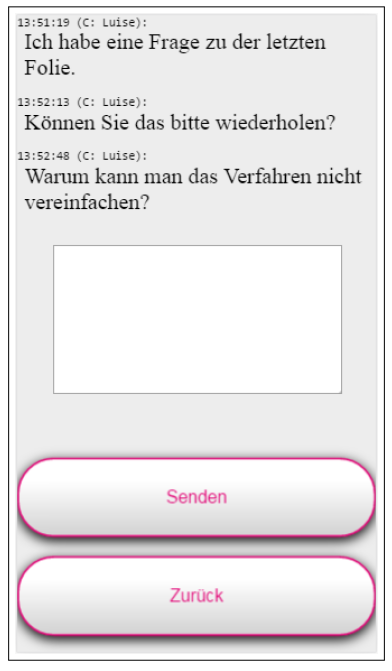 13:51:19 (C: Luise):
Ich habe eine Frage zu der letzten
Folie.
13:52:13 (C: Luise):
Können Sie das bitte wiederholen?
13:52:48 (C: Luise):
Warum kann man das Verfahren nicht
vereinfachen?
Senden
Zurück